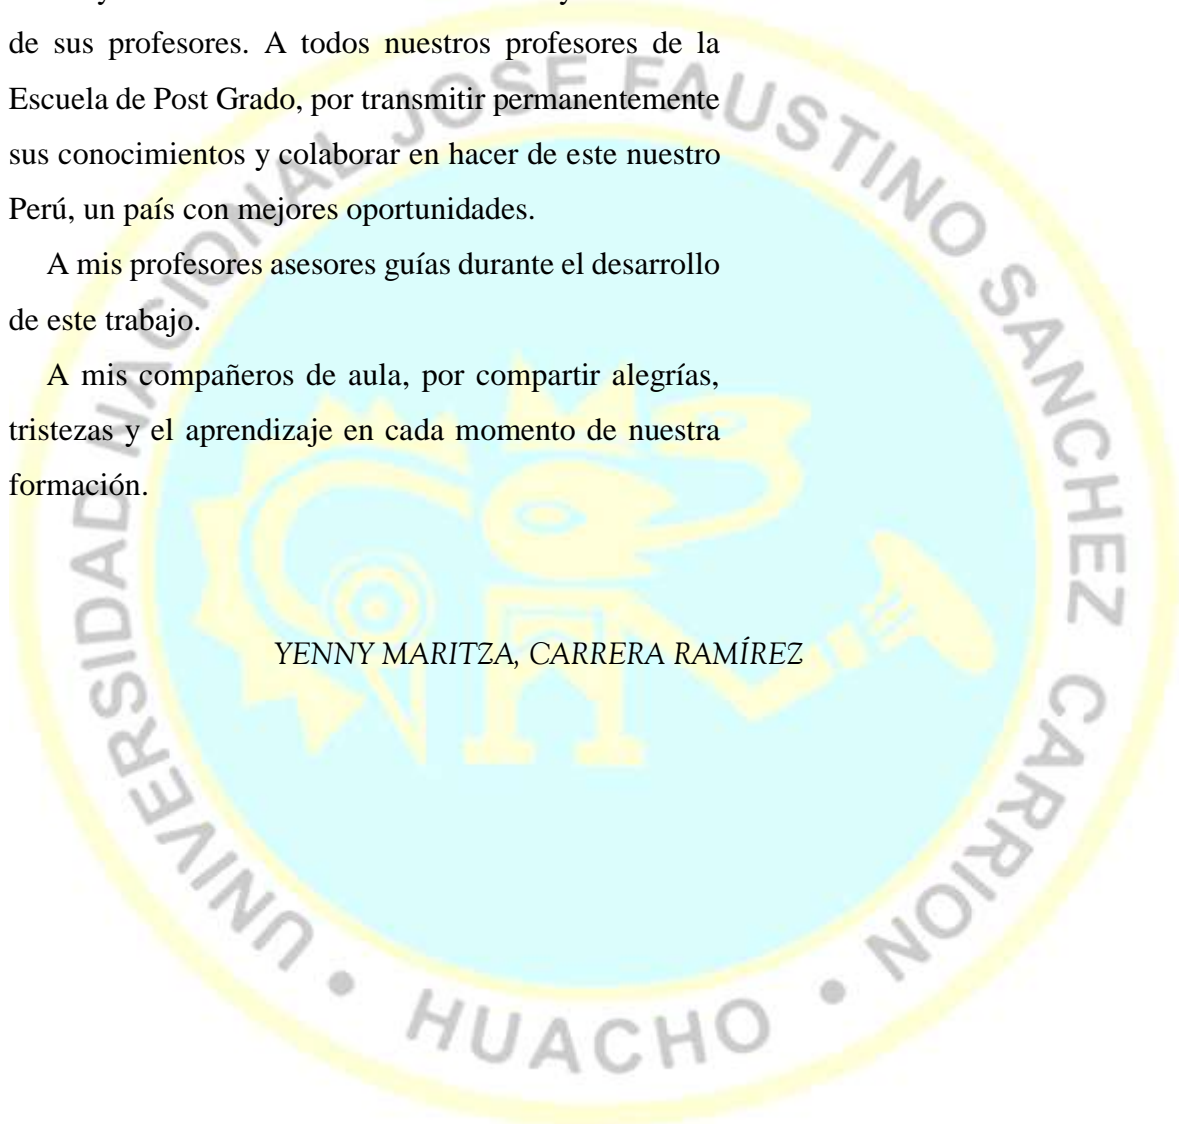 de sus profesores. A todos nuestros profesores de la
Escuela de Post Grado, por transmitir permanentemente
sus conocimientos y colaborar en hacer de este nuestro
Perú, un país con mejores oportunidades.
A mis profesores asesores guías durante el desarrollo
de este trabajo.
A mis compañeros de aula, por compartir alegrías,
tristezas y el aprendizaje en cada momento de nuestra
formación.
YENNY MARITZA, CARRERA RAMÍREZ
UNIVERSIDAD NACIONAL JOSE FAUSTINO SANCHEZ CARRION
• HUACHO •